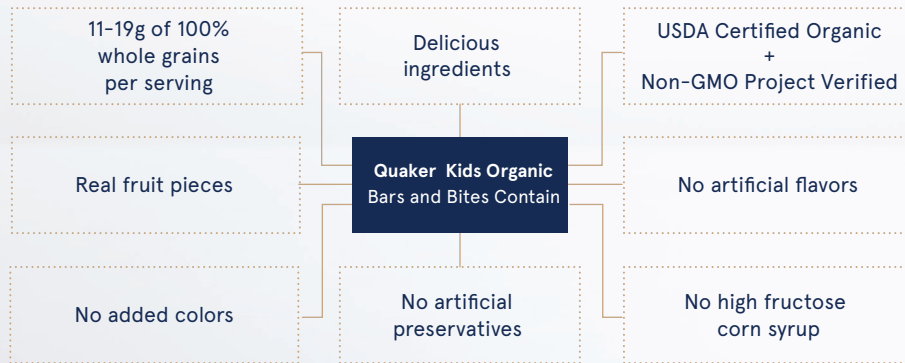 11-19g of 100%
whole grains
per serving
Delicious
ingredients
USDA Certified Organic
+
Non-GMO Project Verified
Real fruit pieces
Quaker Kids Organic
Bars and Bites Contain
No artificial flavors
No added colors
No artificial
preservatives
No high fructose
corn syrup